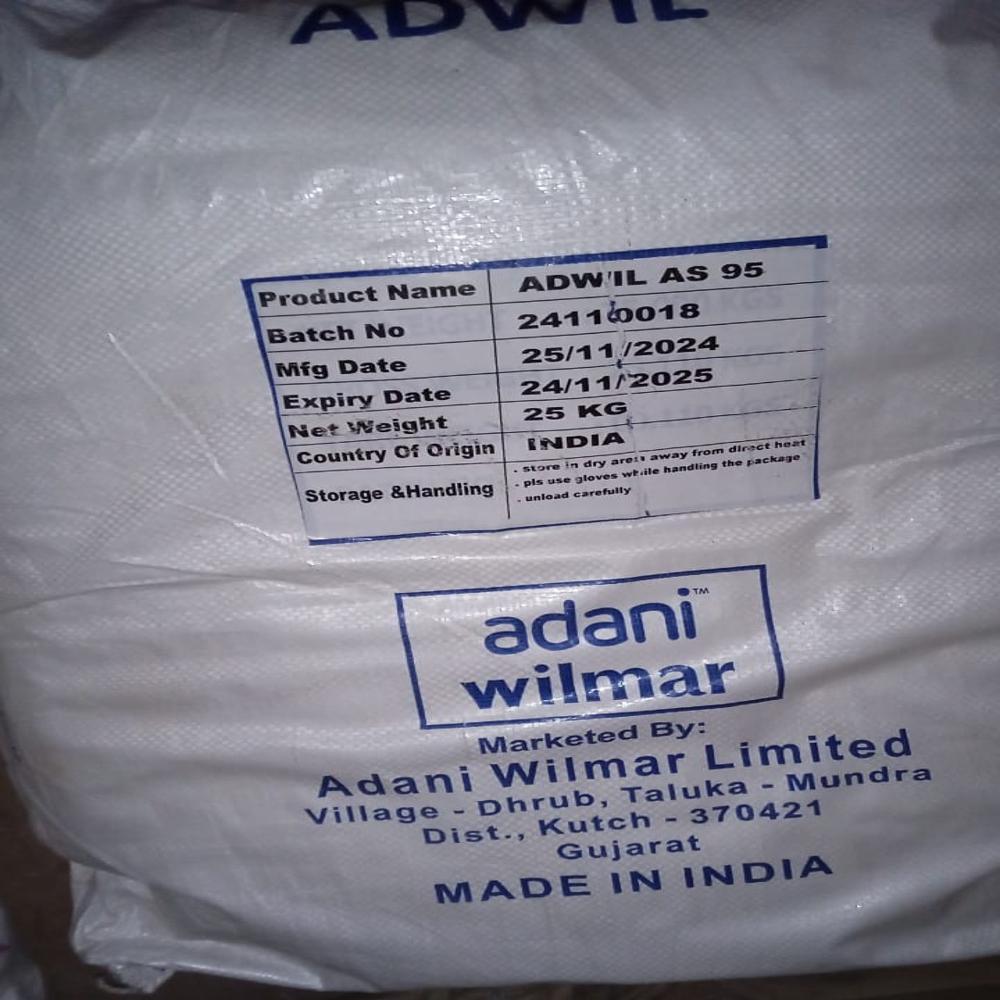 ADWIL
Product Name ADWIL AS 95
Batch No 24110018
Mfg Date 25/11/2024
Expiry Date 24/11/2025
Net Weight 25 KG
Country Of Origin INDIA
Storage &Handling
. store in dry area away from direct heat
. pls use gloves while handling the package
. unload carefully
adani™
wilmar
Marketed By:
Adani Wilmar Limited
Village - Dhrub, Taluka - Mundra
Dist., Kutch - 370421
Gujarat
MADE IN INDIA